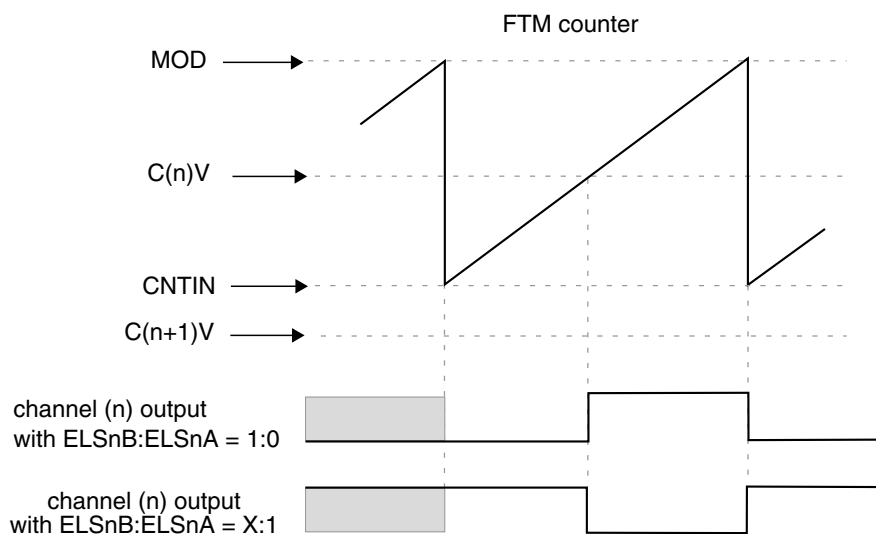 FTM counter
MOD
C(n)V
CNTIN
C(n+1)V
channel (n) output
with ELSnB:ELSnA = 1:0
channel (n) output
with ELSnB:ELSnA = X:1